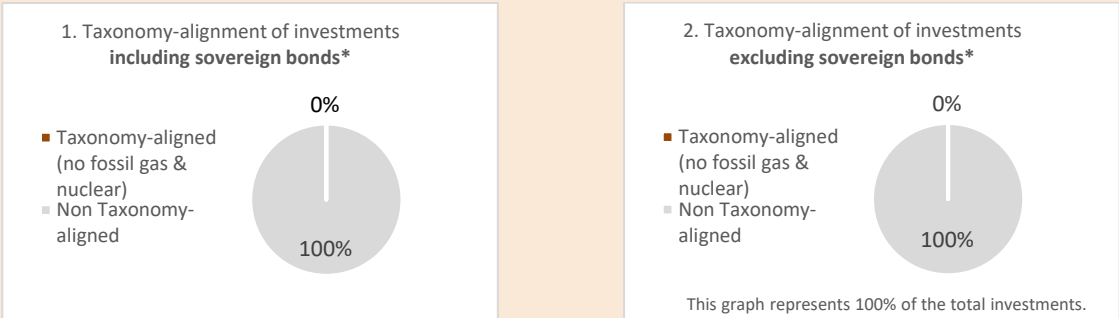 1. Taxonomy-alignment of investments
including sovereign bonds*
0%
Taxonomy-aligned
(no fossil gas &
nuclear)
Non Taxonomy-
aligned
100%
2. Taxonomy-alignment of investments
excluding sovereign bonds*
0%
Taxonomy-aligned
(no fossil gas &
nuclear)
Non Taxonomy-
aligned
100%
This graph represents 100% of the total investments.